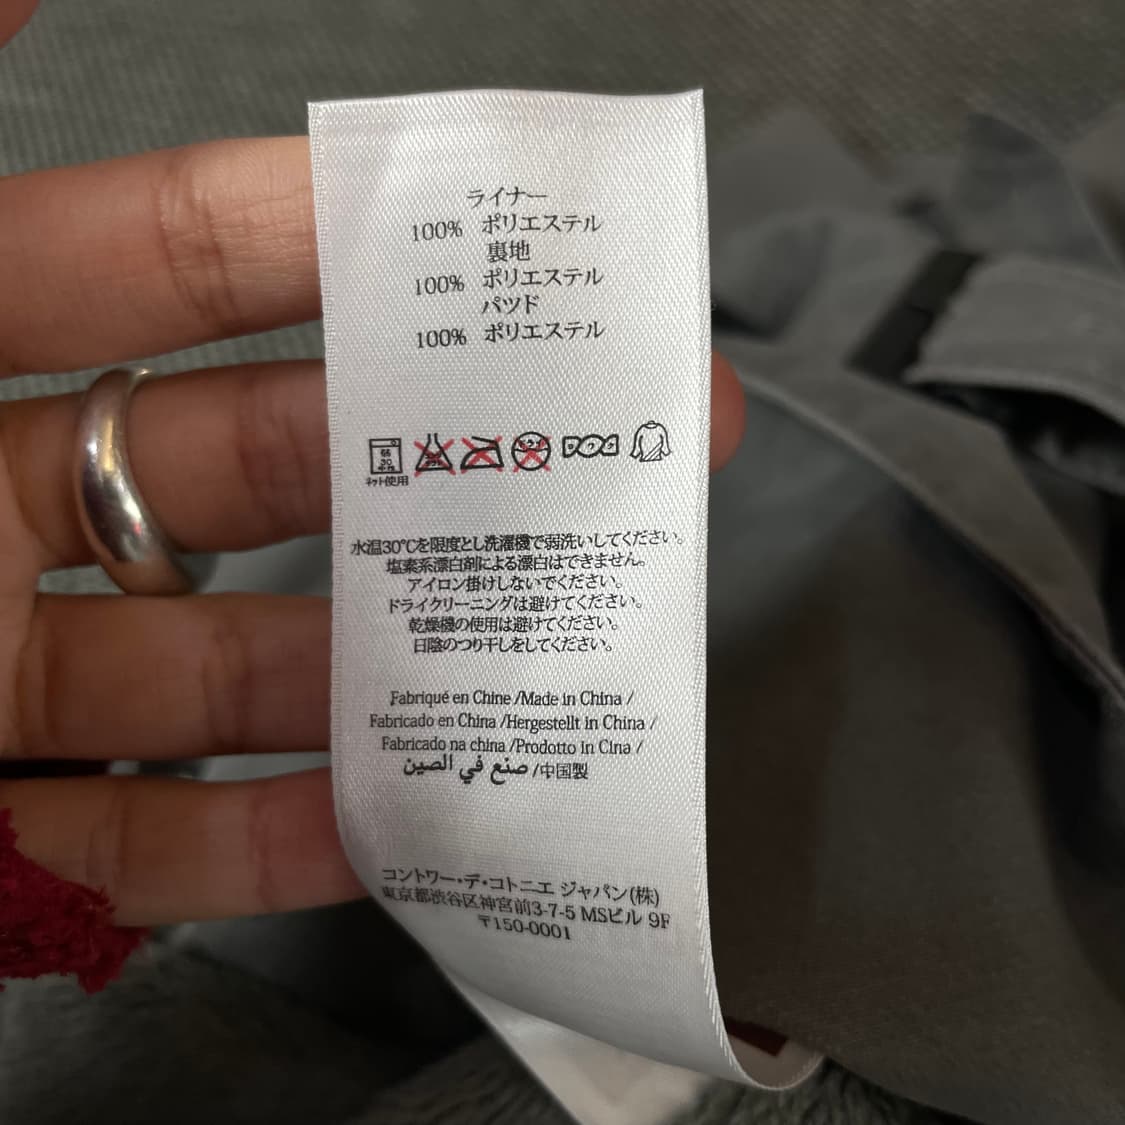 ライナー
100% ポリエステル
裏地
100% ポリエステル
パツド
100% ポリエステル
弱
30
ネット使用
ドライ
水温30℃を限度とし洗濯機で弱洗いしてください。
塩素系漂白剤による漂白はできません。
アイロン掛けしないでください。
ドライクリーニングは避けてください。
乾燥機の使用は避けてください。
日陰のつり干しをしてください。
Fabriqué en Chine /Made in China /
Fabricado en China /Hergestellt in China /
Fabricado na china /Prodotto in Cina /
صنع في الصين /中国製
コントワー・デ・コトニエ ジャパン(株)
東京都渋谷区神宮前3-7-5 MSビル 9F
〒150-0001